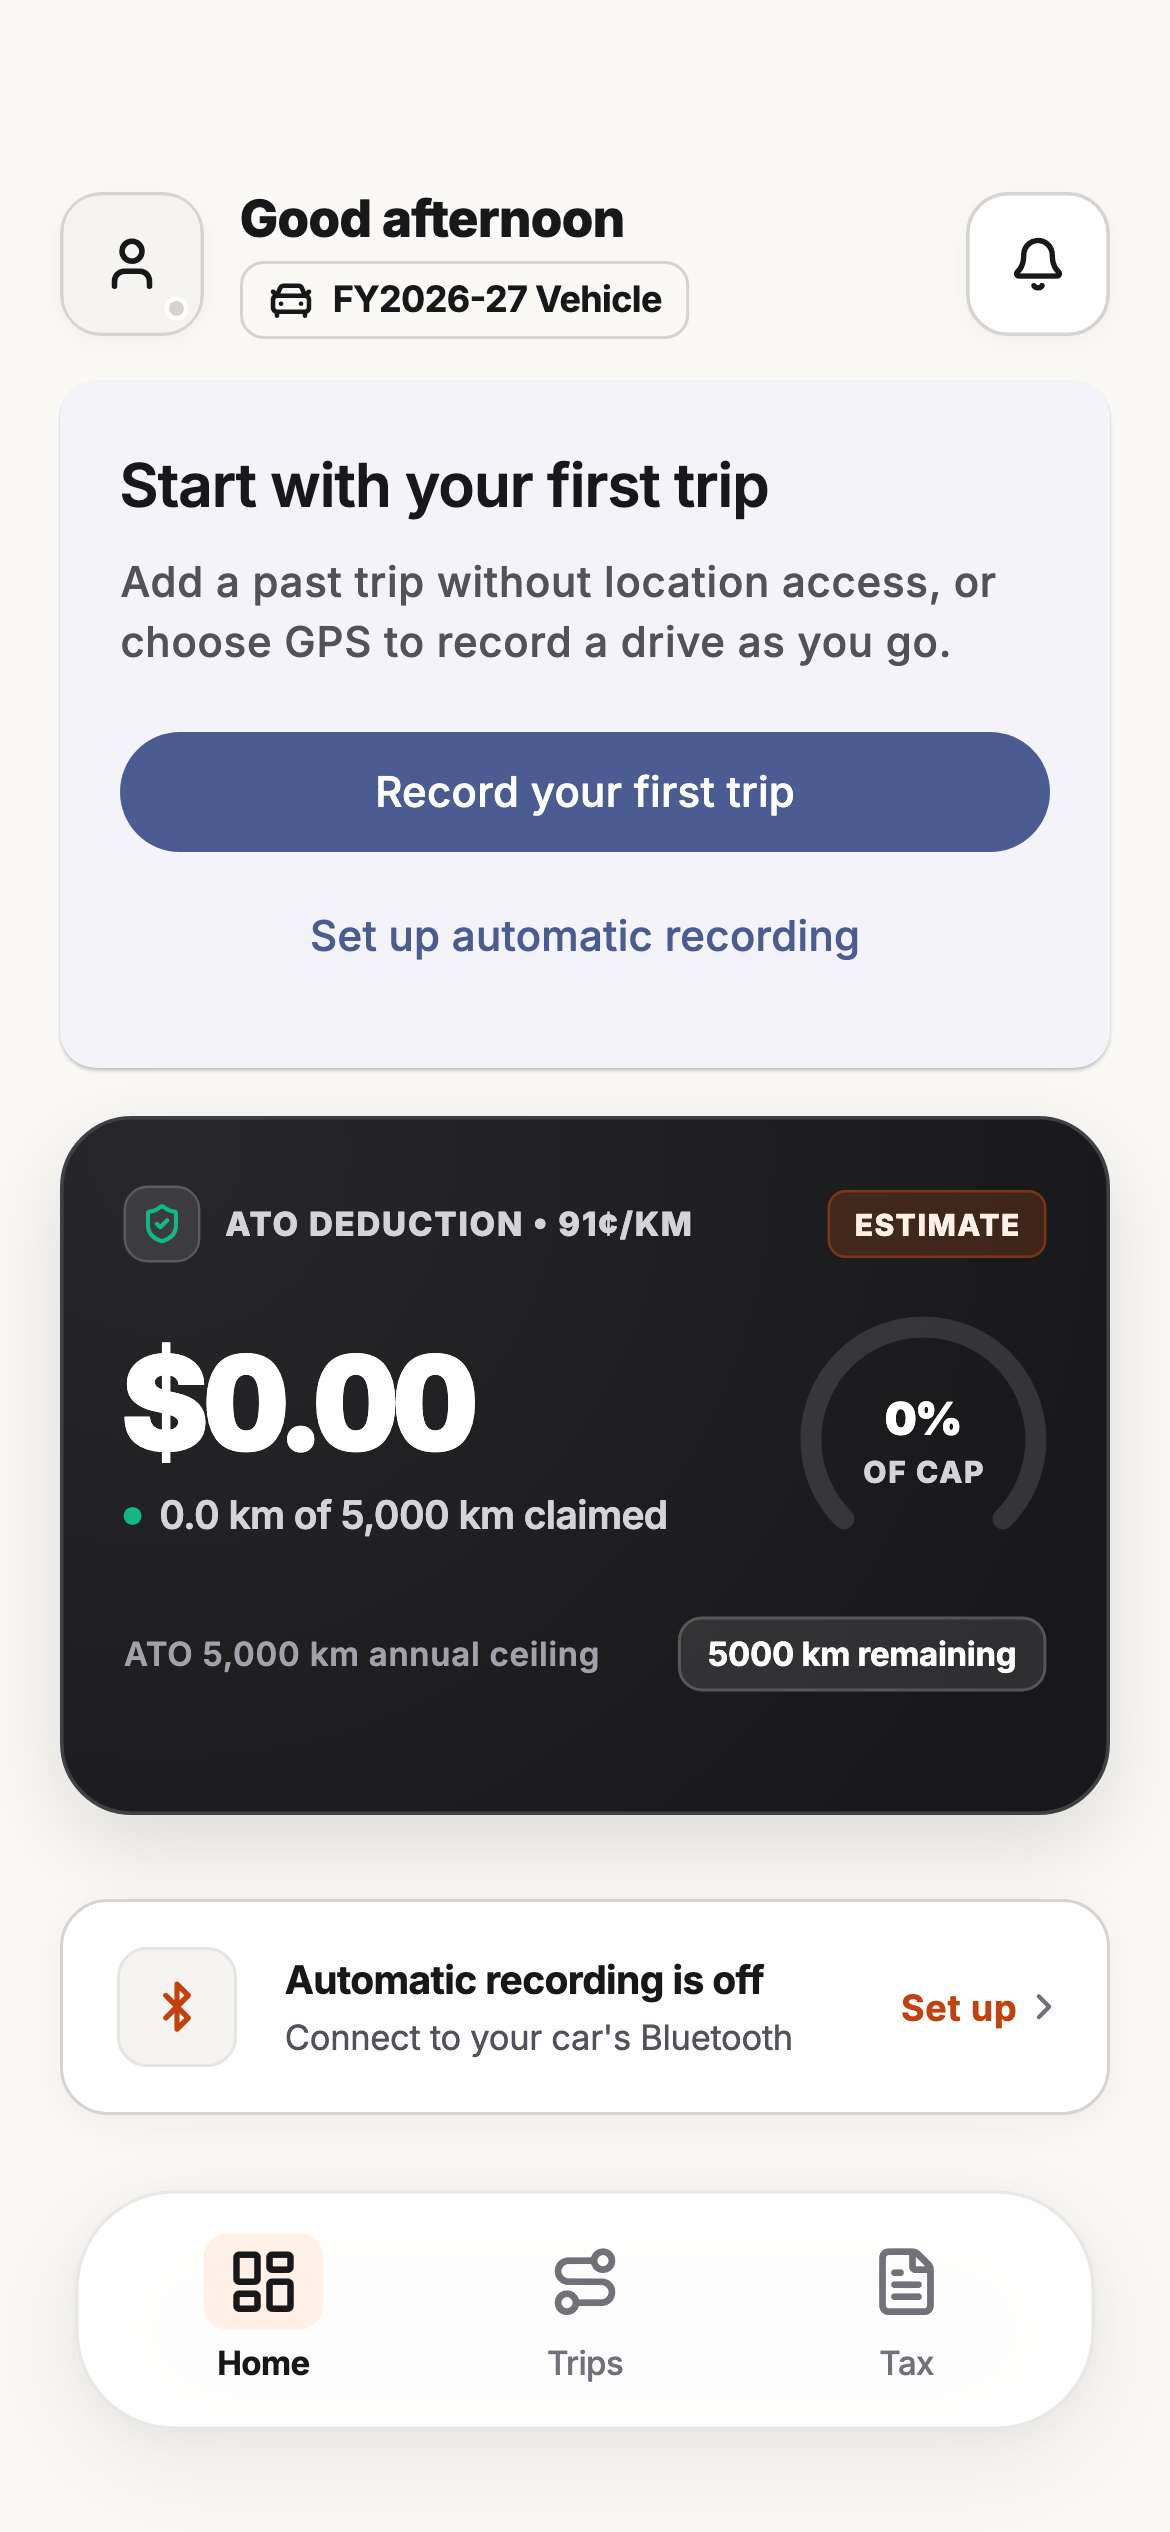 Good afternoon
FY2026-27 Vehicle
Start with your first trip
Add a past trip without location access, or
choose GPS to record a drive as you go.
Record your first trip
Set up automatic recording
ATO DEDUCTION • 91¢/KM
ESTIMATE
$0.00
0%
OF CAP
0.0 km of 5,000 km claimed
ATO 5,000 km annual ceiling
5000 km remaining
Automatic recording is off
Connect to your car's Bluetooth
Set up
Home
Trips
Tax